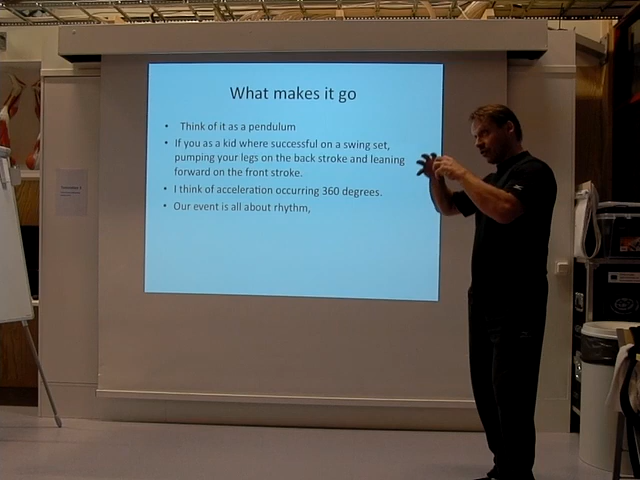 What makes it go
• Think of it as a pendulum
• If you as a kid where successful on a swing set,
pumping your legs on the back stroke and leaning
forward on the front stroke.
• I think of acceleration occurring 360 degrees.
• Our event is all about rhythm,